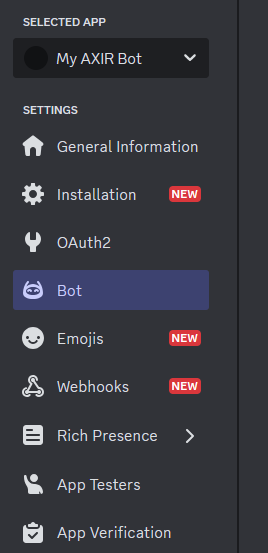 SELECTED APP
My AXIR Bot
SETTINGS
General Information
Installation NEW
OAuth2
Bot
Emojis NEW
Webhooks NEW
Rich Presence
App Testers
App Verification